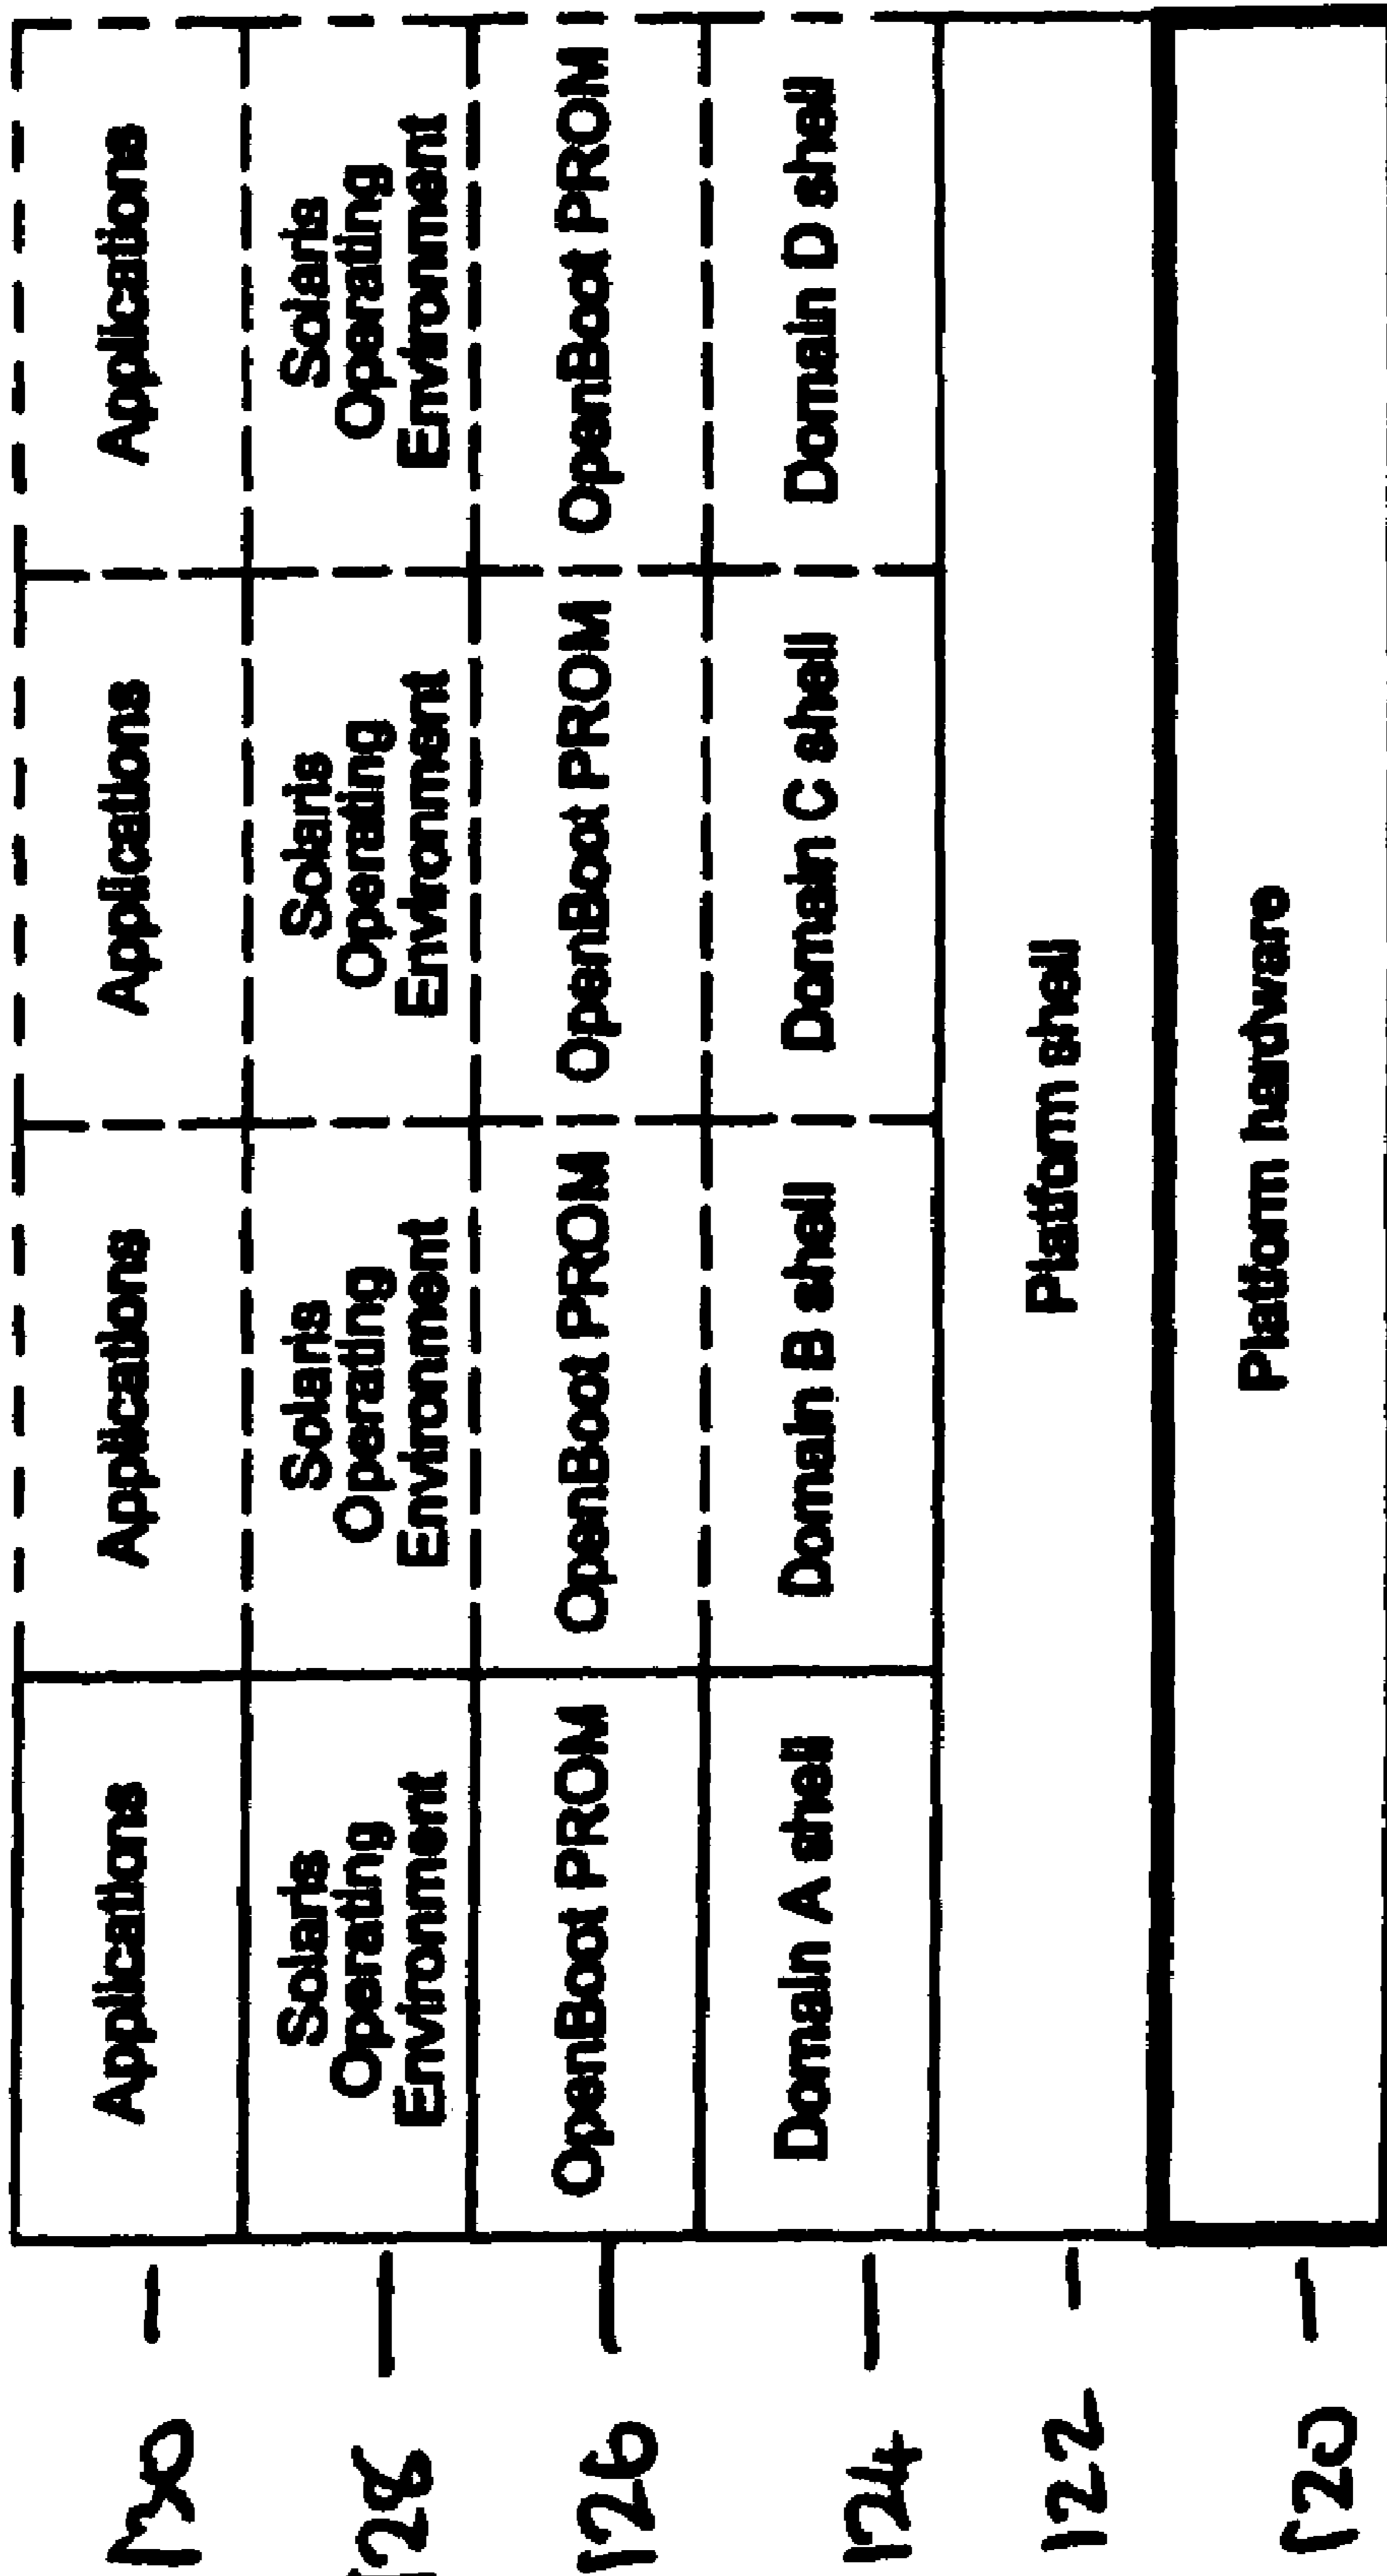 130
Applications
Applications
Applications
Applications
128
Solaris
Operating
Environment
Solaris
Operating
Environment
Solaris
Operating
Environment
Solaris
Operating
Environment
126
OpenBoot PROM
OpenBoot PROM
OpenBoot PROM
OpenBoot PROM
124
Domain A shell
Domain B shell
Domain C shell
Domain D shell
122
Platform shell
120
Platform hardware